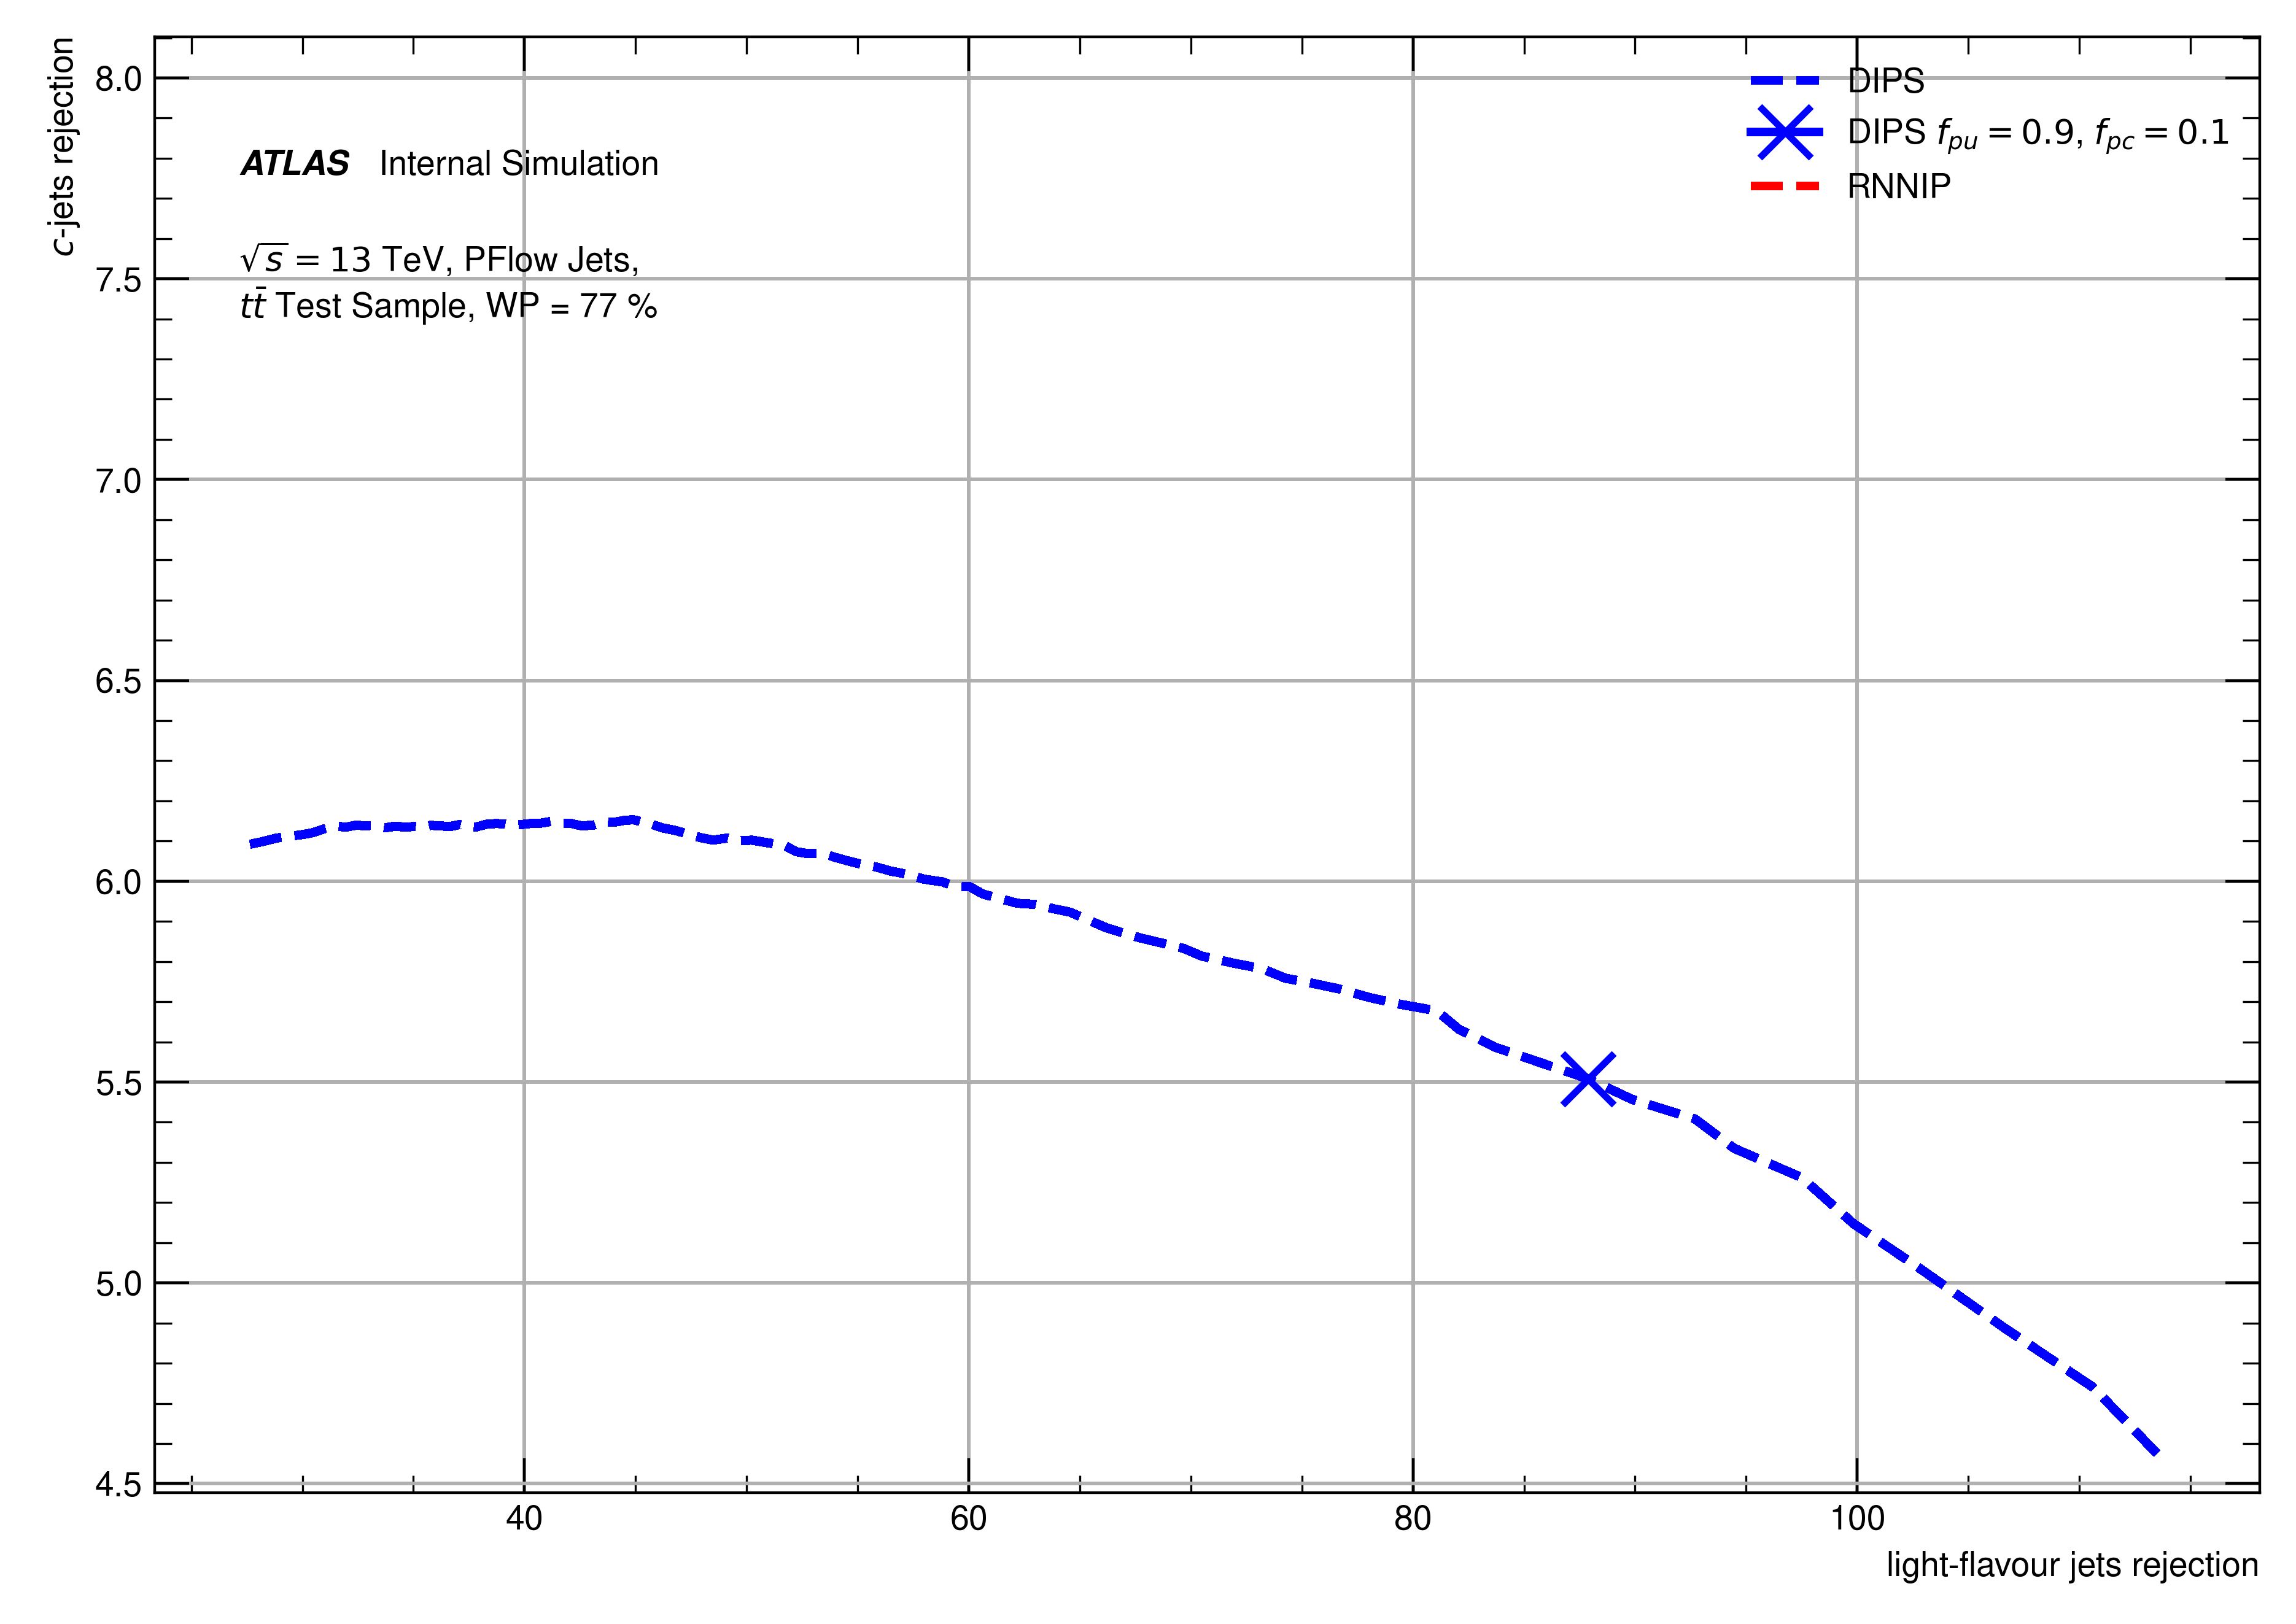 c-jets rejection
8.0
7.5
7.0
6.5
6.0
5.5
5.0
4.5
ATLAS Internal Simulation
√s = 13 TeV, PFlow Jets,
tt̄ Test Sample, WP = 77 %
DIPS
DIPS f_pu = 0.9, f_pc = 0.1
RNNIP
40 60 80 100
light-flavour jets rejection